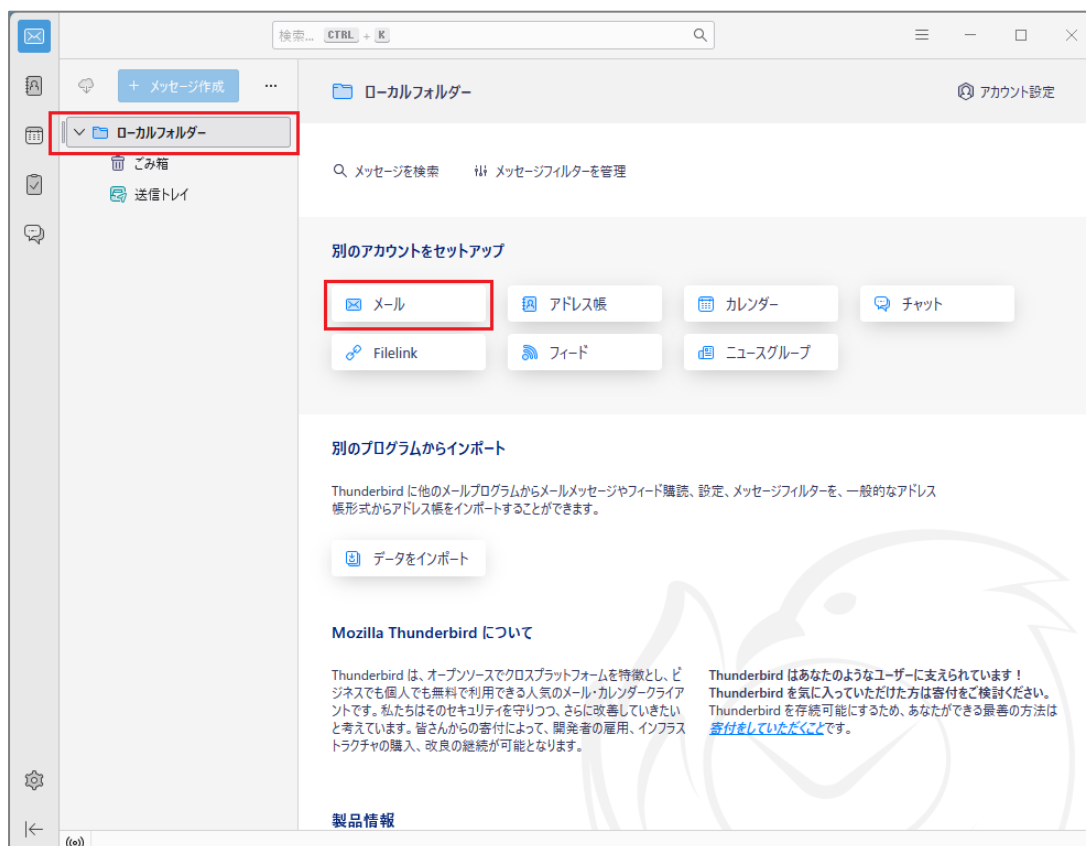 検索... CTRL + K
+ メッセージ作成 ...
ローカルフォルダー
ごみ箱
送信トレイ
ローカルフォルダー
アカウント設定
メッセージを検索 メッセージフィルターを管理
別のアカウントをセットアップ
メール アドレス帳 カレンダー チャット
Filelink フィード ニュースグループ
別のプログラムからインポート
Thunderbird に他のメールプログラムからメールメッセージやフィード購読、設定、メッセージフィルターを、一般的なアドレス
帳形式からアドレス帳をインポートすることができます。
データをインポート
Mozilla Thunderbird について
Thunderbird は、オープンソースでクロスプラットフォームを特徴とし、ビ
ジネスでも個人でも無料で利用できる人気のメール・カレンダークライア
ントです。私たちはそのセキュリティを守りつつ、さらに改善していきたい
と考えています。皆さんからの寄付によって、開発者の雇用、インフラス
トラクチャの購入、改良の継続が可能となります。
Thunderbird はあなたのようなユーザーに支えられています！
Thunderbird を気に入っていただけた方は寄付をご検討ください。
Thunderbird を存続可能にするため、あなたができる最善の方法は
寄付をしていただくことです。
製品情報